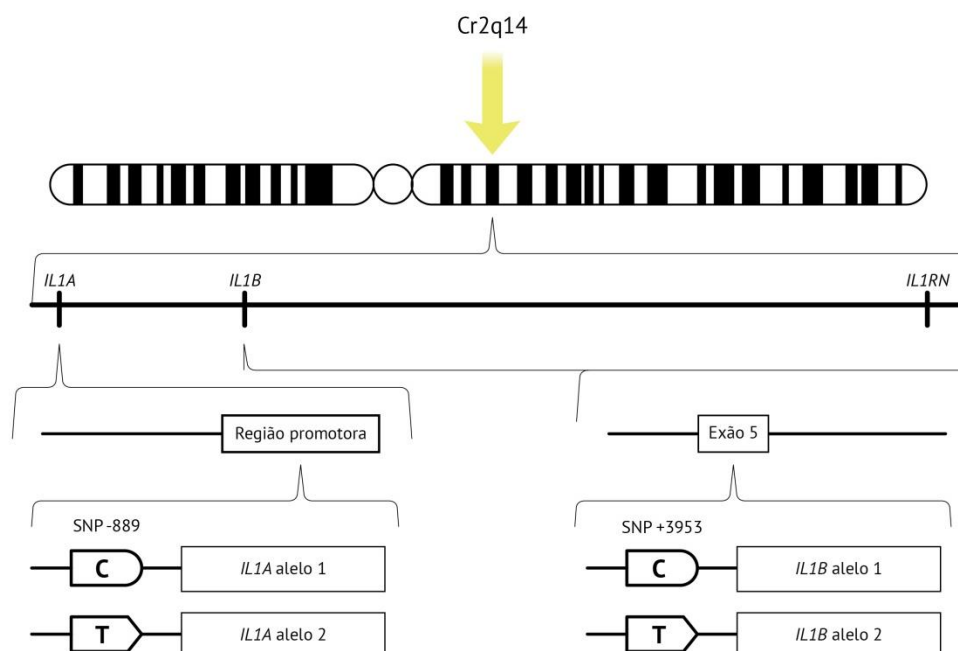 Cr2q14
IL1A IL1B IL1RN
Região promotora Exão 5
SNP -889 SNP +3953
C IL1A alelo 1 C IL1B alelo 1
T IL1A alelo 2 T IL1B alelo 2